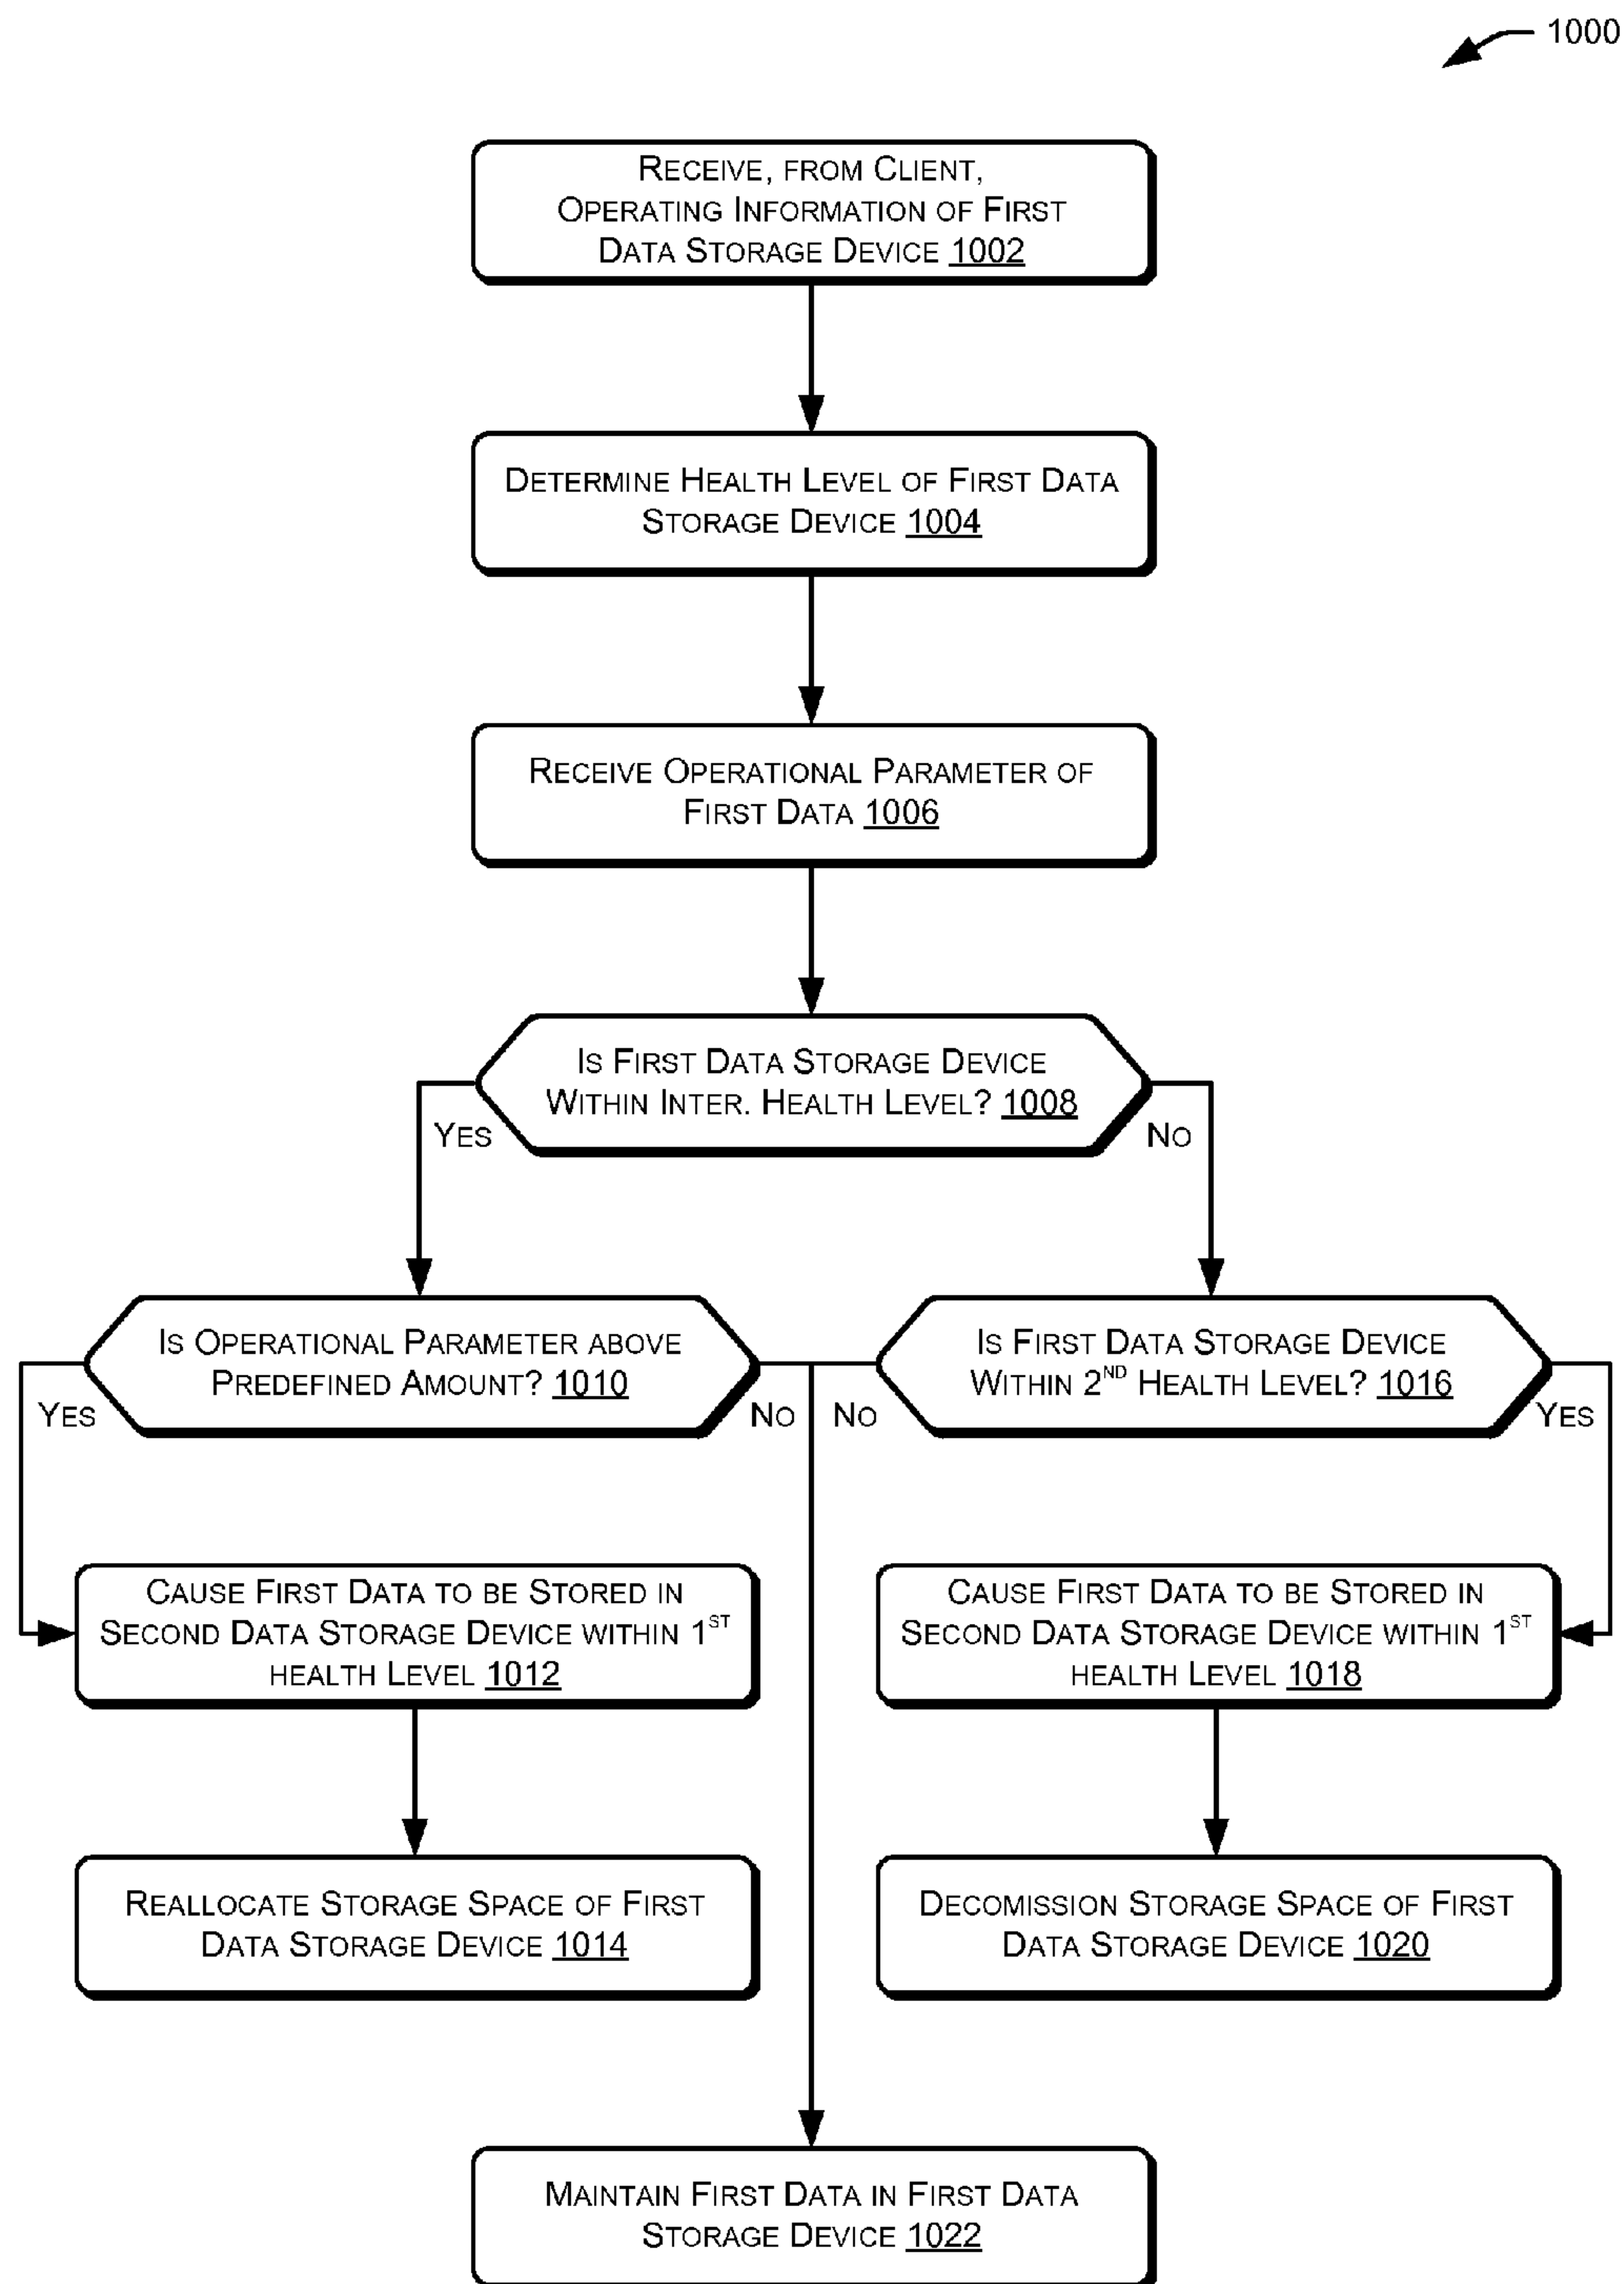 1000
RECEIVE, FROM CLIENT,
OPERATING INFORMATION OF FIRST
DATA STORAGE DEVICE 1002
DETERMINE HEALTH LEVEL OF FIRST DATA
STORAGE DEVICE 1004
RECEIVE OPERATIONAL PARAMETER OF
FIRST DATA 1006
IS FIRST DATA STORAGE DEVICE
WITHIN INTER. HEALTH LEVEL? 1008
YES
NO
IS OPERATIONAL PARAMETER ABOVE
PREDEFINED AMOUNT? 1010
YES
NO
IS FIRST DATA STORAGE DEVICE
WITHIN 2ND HEALTH LEVEL? 1016
NO
YES
CAUSE FIRST DATA TO BE STORED IN
SECOND DATA STORAGE DEVICE WITHIN 1ST
HEALTH LEVEL 1012
CAUSE FIRST DATA TO BE STORED IN
SECOND DATA STORAGE DEVICE WITHIN 1ST
HEALTH LEVEL 1018
REALLOCATE STORAGE SPACE OF FIRST
DATA STORAGE DEVICE 1014
DECOMISSION STORAGE SPACE OF FIRST
DATA STORAGE DEVICE 1020
MAINTAIN FIRST DATA IN FIRST DATA
STORAGE DEVICE 1022